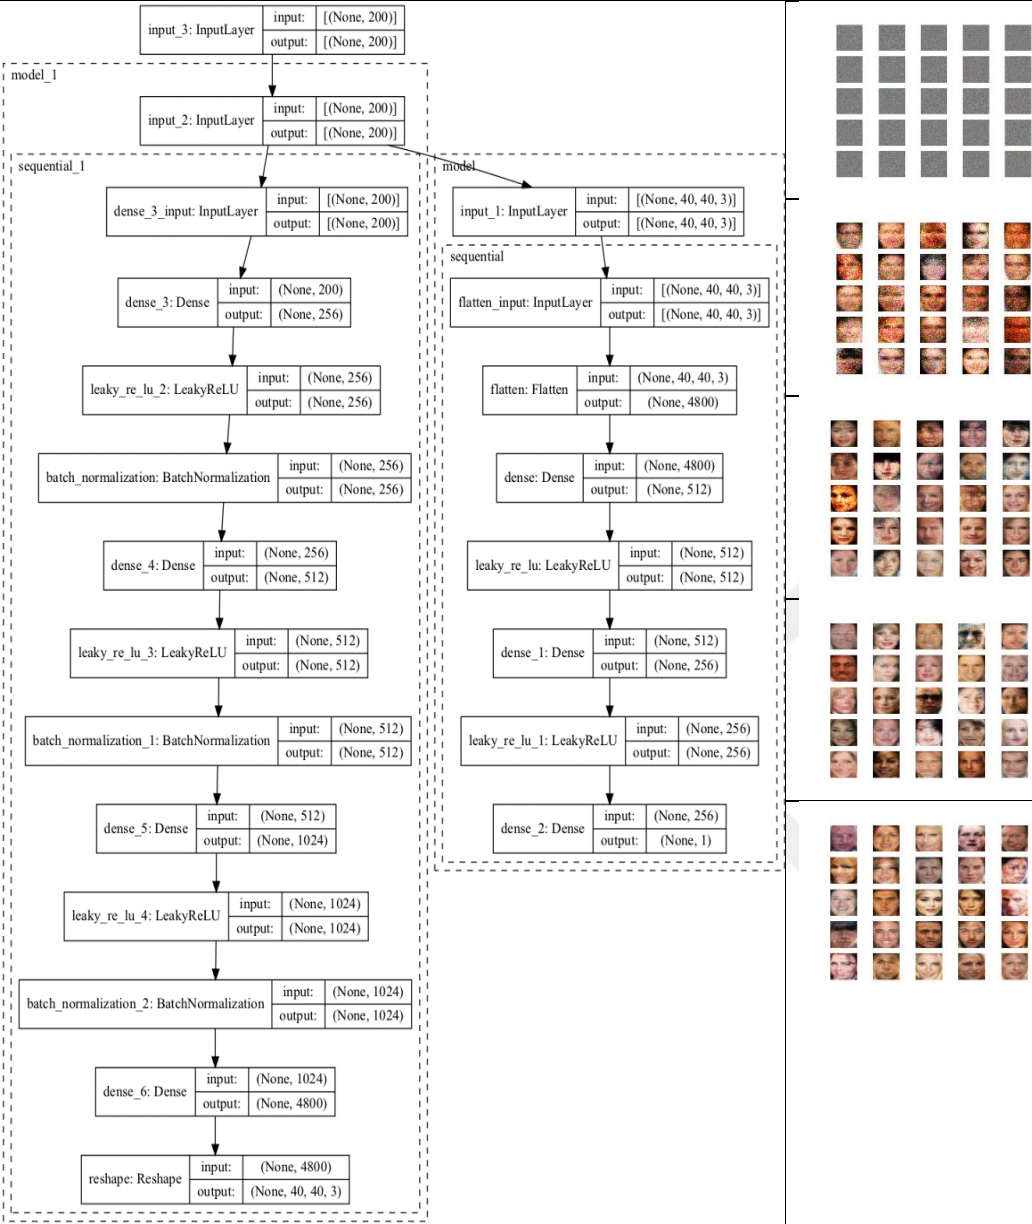 input_3: InputLayer
input: [(None, 200)]
output: [(None, 200)]
model_1
input_2: InputLayer
input: [(None, 200)]
output: [(None, 200)]
sequential_1
dense_3_input: InputLayer
input: [(None, 200)]
output: [(None, 200)]
dense_3: Dense
input: (None, 200)
output: (None, 256)
leaky_re_lu_2: LeakyReLU
input: (None, 256)
output: (None, 256)
batch_normalization: BatchNormalization
input: (None, 256)
output: (None, 256)
dense_4: Dense
input: (None, 256)
output: (None, 512)
leaky_re_lu_3: LeakyReLU
input: (None, 512)
output: (None, 512)
batch_normalization_1: BatchNormalization
input: (None, 512)
output: (None, 512)
dense_5: Dense
input: (None, 512)
output: (None, 1024)
leaky_re_lu_4: LeakyReLU
input: (None, 1024)
output: (None, 1024)
batch_normalization_2: BatchNormalization
input: (None, 1024)
output: (None, 1024)
dense_6: Dense
input: (None, 1024)
output: (None, 4800)
reshape: Reshape
input: (None, 4800)
output: (None, 40, 40, 3)
model
input_1: InputLayer
input: [(None, 40, 40, 3)]
output: [(None, 40, 40, 3)]
sequential
flatten_input: InputLayer
input: [(None, 40, 40, 3)]
output: [(None, 40, 40, 3)]
flatten: Flatten
input: (None, 40, 40, 3)
output: (None, 4800)
dense: Dense
input: (None, 4800)
output: (None, 512)
leaky_re_lu: LeakyReLU
input: (None, 512)
output: (None, 512)
dense_1: Dense
input: (None, 512)
output: (None, 256)
leaky_re_lu_1: LeakyReLU
input: (None, 256)
output: (None, 256)
dense_2: Dense
input: (None, 256)
output: (None, 1)